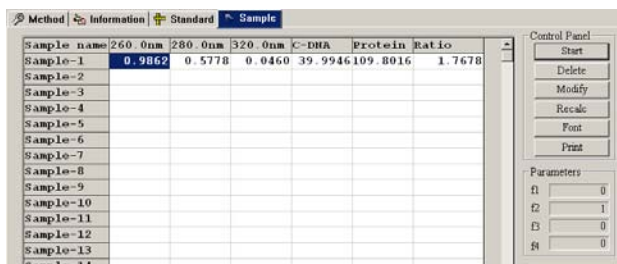 Method Information Standard Sample
Sample name 260.0nm 280.0nm 320.0nm C-DNA Protein Ratio
Sample-1 0.9862 0.5778 0.0460 39.9946 109.8016 1.7678
Sample-2
Sample-3
Sample-4
Sample-5
Sample-6
Sample-7
Sample-8
Sample-9
Sample-10
Sample-11
Sample-12
Sample-13
Control Panel
Start
Delete
Modify
Recalc
Font
Print
Parameters
f1 0
f2 1
f3 0
f4 0